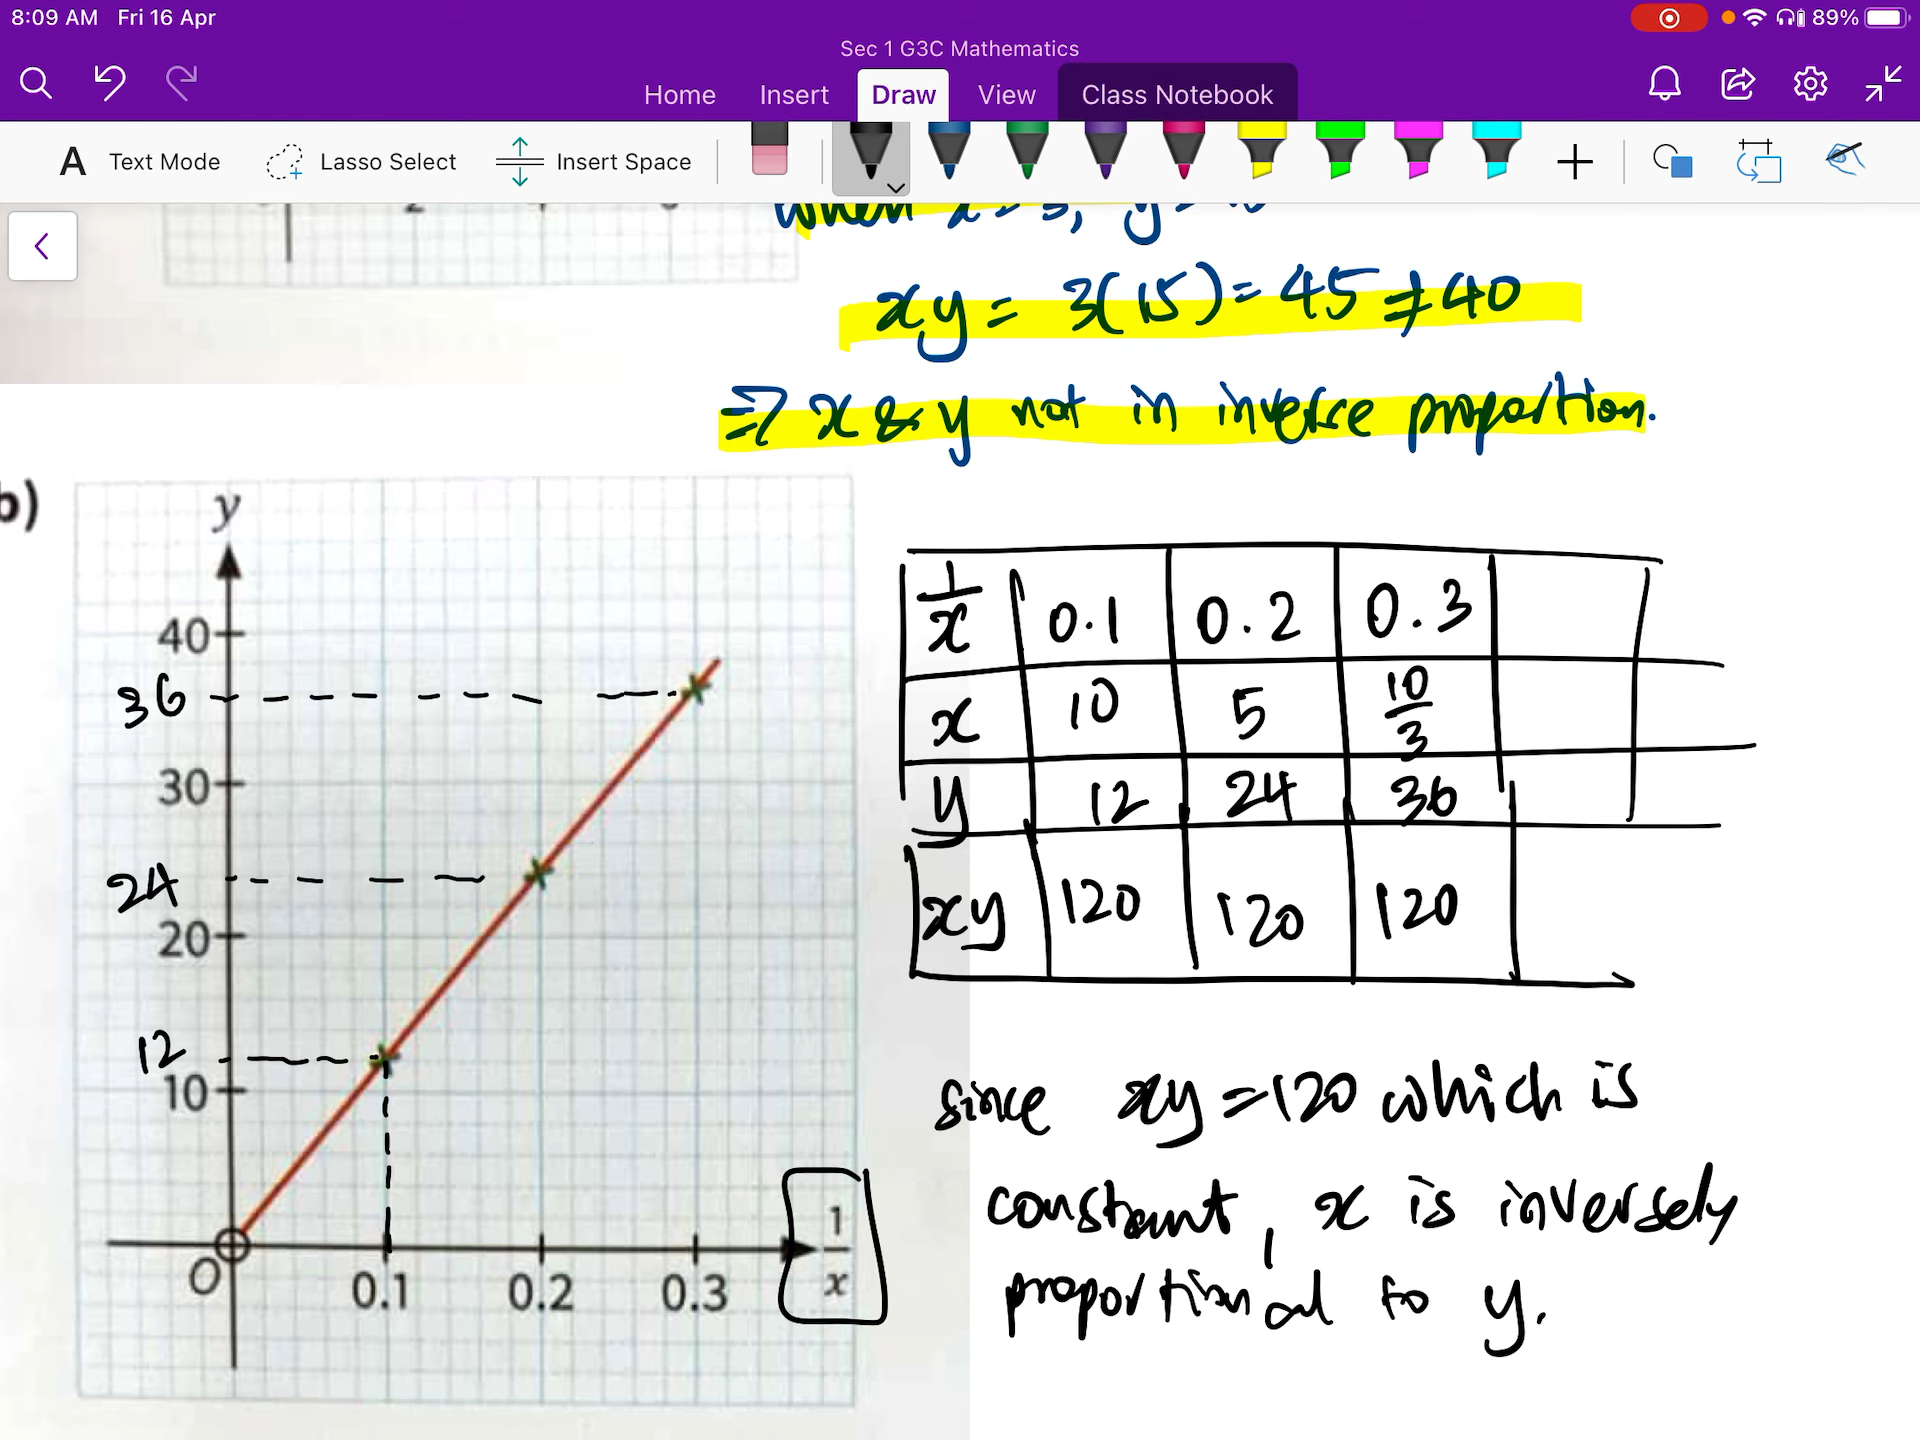 8:09 AM Fri 16 Apr
89%
Sec 1 G3C Mathematics
Home Insert Draw View Class Notebook
A Text Mode Lasso Select Insert Space
2
when x = 3, y =
xy = 3(15) = 45 ≠ 40
⇒ x & y not in inverse proportion.
b)
y
40
36
30
24
20
12
10
O 0.1 0.2 0.3 1/x
1/x 0.1 0.2 0.3
x 10 5 10/3
y 12 24 36
xy 120 120 120
since xy = 120 which is
constant, x is inversely
proportional to y.